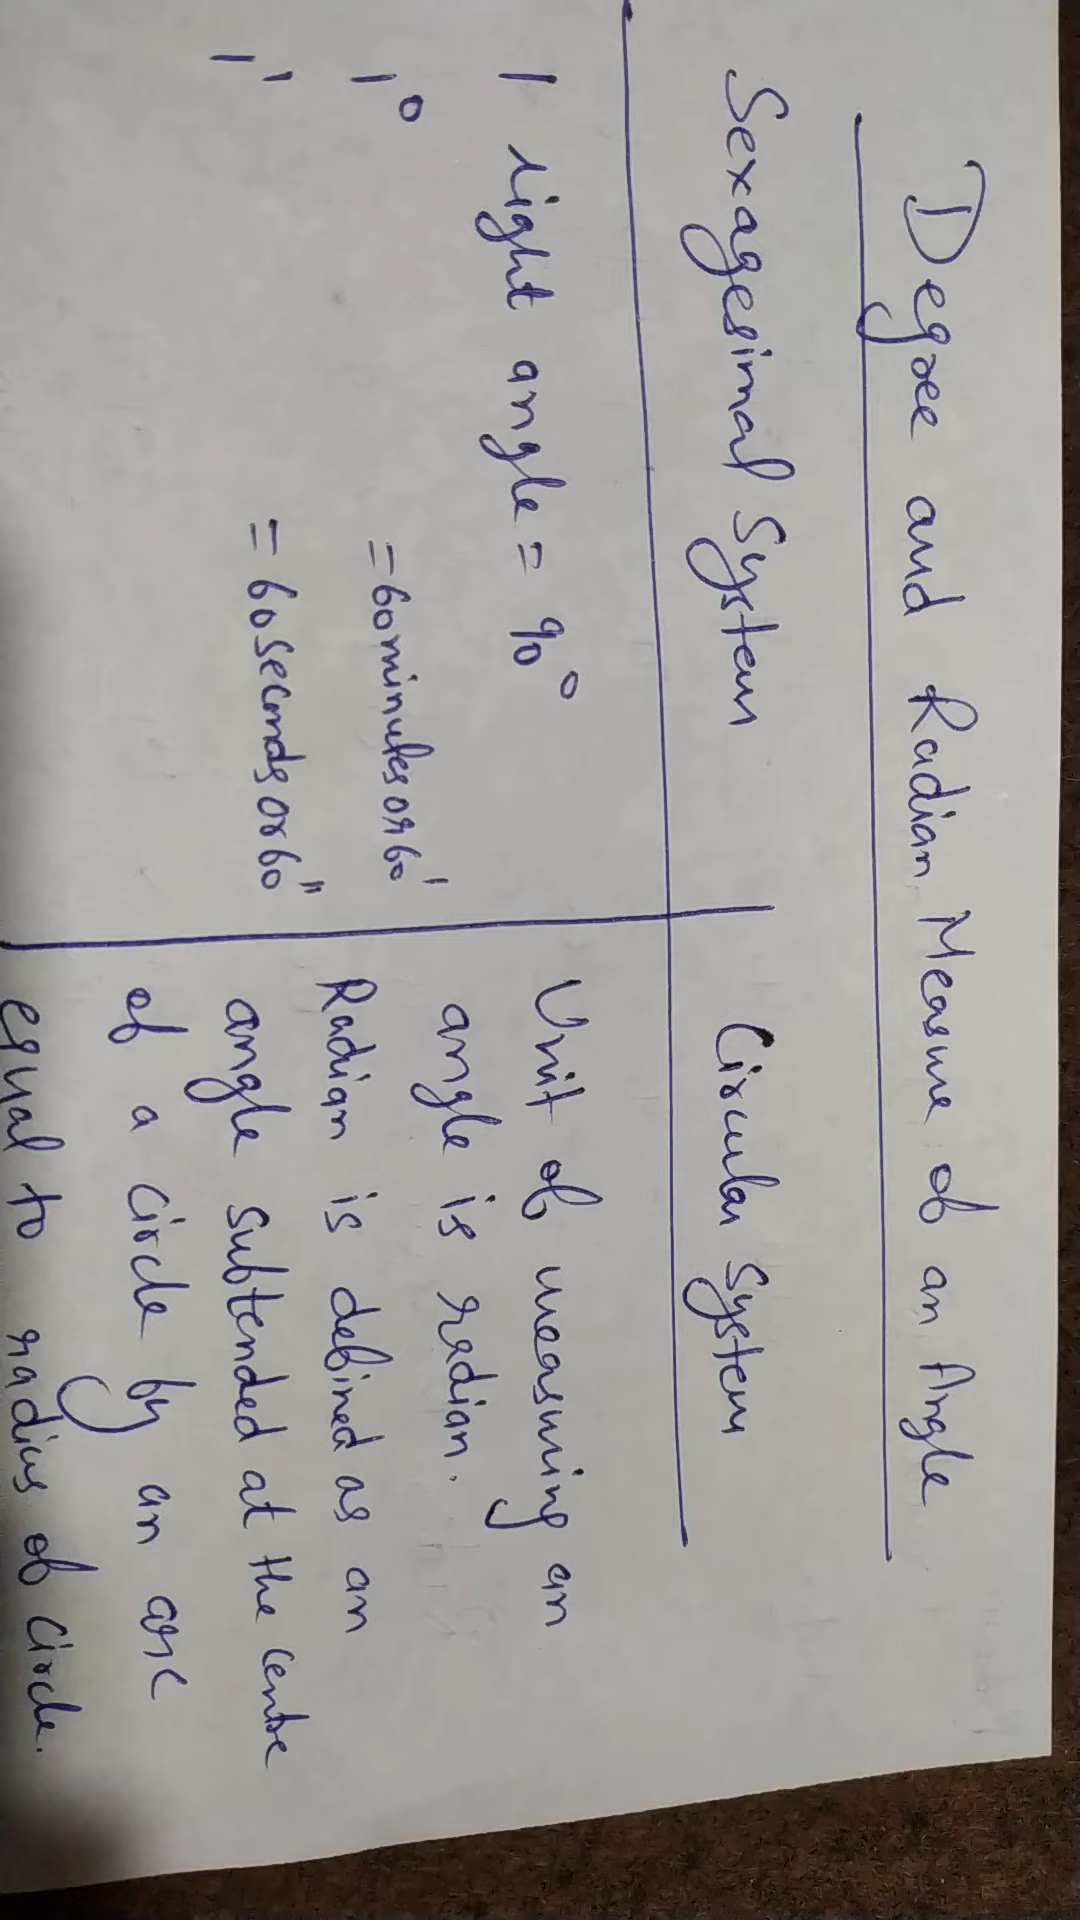 Degree and Radian Measure of an Angle
Sexagesimal System
1 right angle = 90°
1° = 60 minutes or 60'
1' = 60 seconds or 60"
Circular System
Unit of measuring an
angle is radian.
Radian is defined as an
angle subtended at the centre
of a circle by an arc
equal to radius of circle.